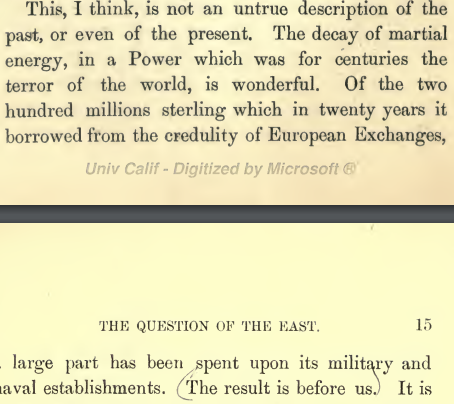 This, I think, is not an untrue description of the
past, or even of the present. The decay of martial
energy, in a Power which was for centuries the
terror of the world, is wonderful. Of the two
hundred millions sterling which in twenty years it
borrowed from the credulity of European Exchanges,
Univ Calif - Digitized by Microsoft ®
THE QUESTION OF THE EAST. 15
large part has been spent upon its military and
naval establishments. (The result is before us.) It is